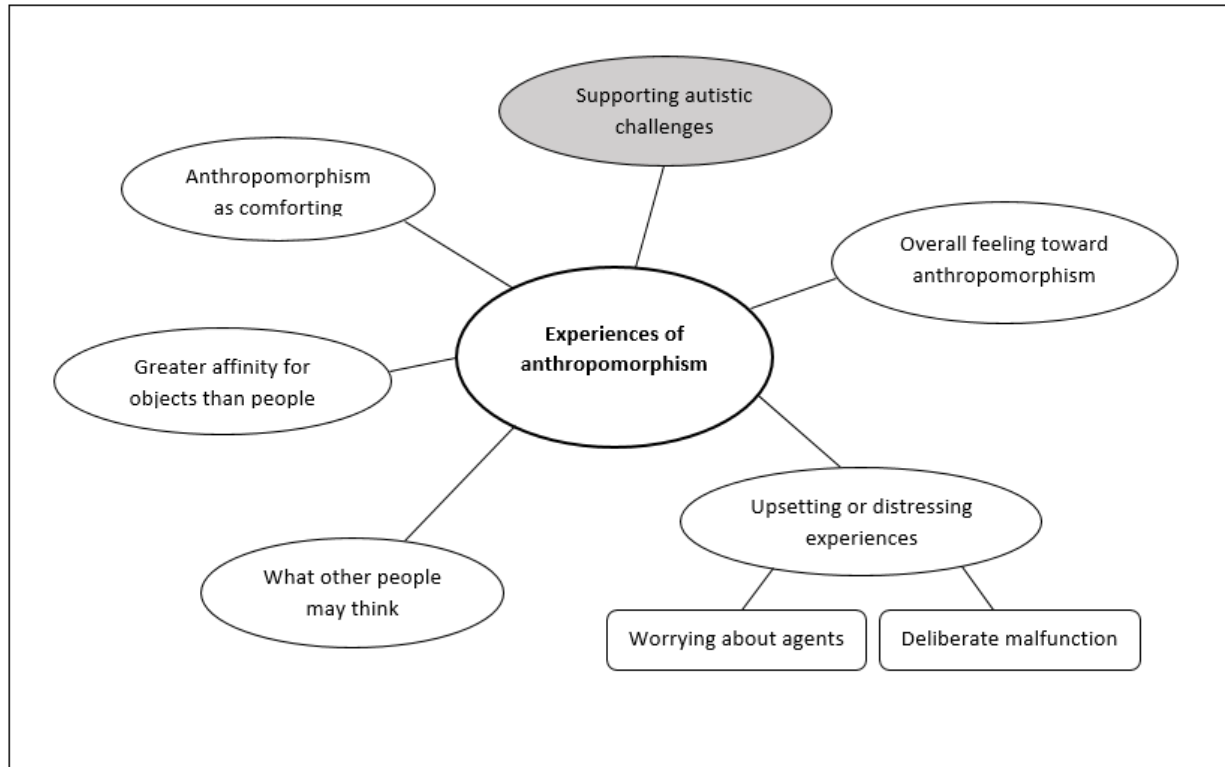 Supporting autistic
challenges
Anthropomorphism
as comforting
Overall feeling toward
anthropomorphism
Experiences of
anthropomorphism
Greater affinity for
objects than people
Upsetting or distressing
experiences
What other people
may think
Worrying about agents
Deliberate malfunction